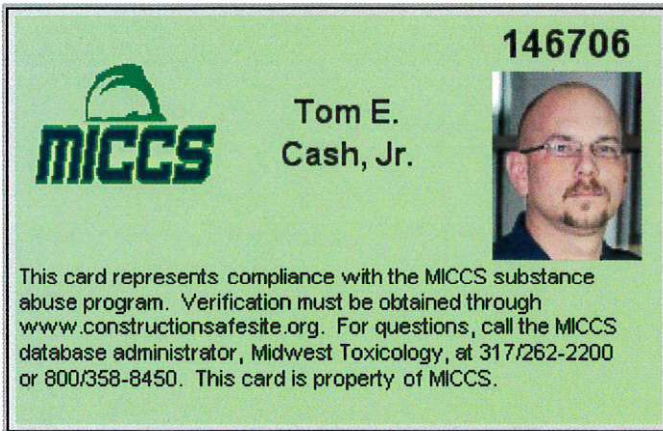 146706
MICCS
Tom E.
Cash, Jr.
This card represents compliance with the MICCS substance
abuse program.  Verification must be obtained through
www.constructionsafesite.org.  For questions, call the MICCS
database administrator, Midwest Toxicology, at 317/262-2200
or 800/358-8450.  This card is property of MICCS.